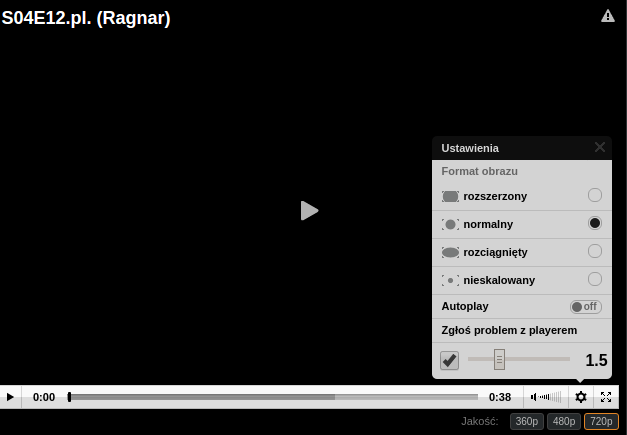 S04E12.pl. (Ragnar)
Ustawienia
Format obrazu
rozszerzony
normalny
rozciągnięty
nieskalowany
Autoplay off
Zgłoś problem z playerem
1.5
0:00 0:38
Jakość: 360p 480p 720p